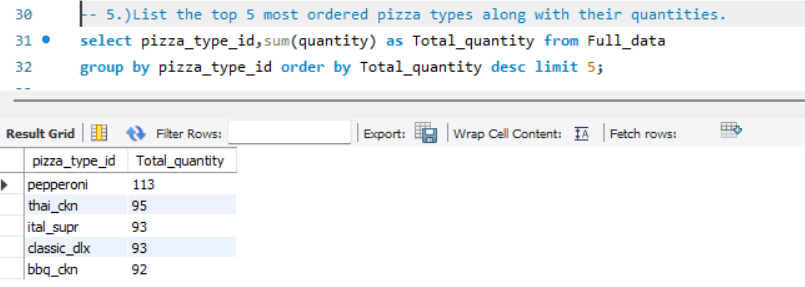 30 -- 5.)List the top 5 most ordered pizza types along with their quantities.
31 select pizza_type_id,sum(quantity) as Total_quantity from Full_data
32 group by pizza_type_id order by Total_quantity desc limit 5;
Result Grid Filter Rows: Export: Wrap Cell Content: Fetch rows:
pizza_type_id Total_quantity
pepperoni 113
thai_ckn 95
ital_supr 93
classic_dlx 93
bbq_ckn 92